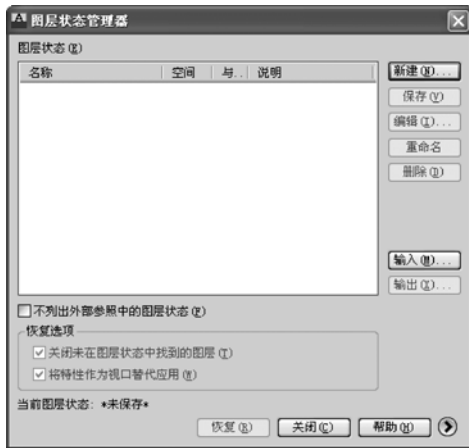 图层状态管理器
图层状态(E)
名称 空间 与.. 说明
新建(N)...
保存(V)
编辑(I)...
重命名
删除(D)
输入(M)...
输出(X)...
不列出外部参照中的图层状态(F)
恢复选项
关闭未在图层状态中找到的图层(T)
将特性作为视口替代应用(W)
当前图层状态: *未保存*
恢复(R) 关闭(C) 帮助(H)